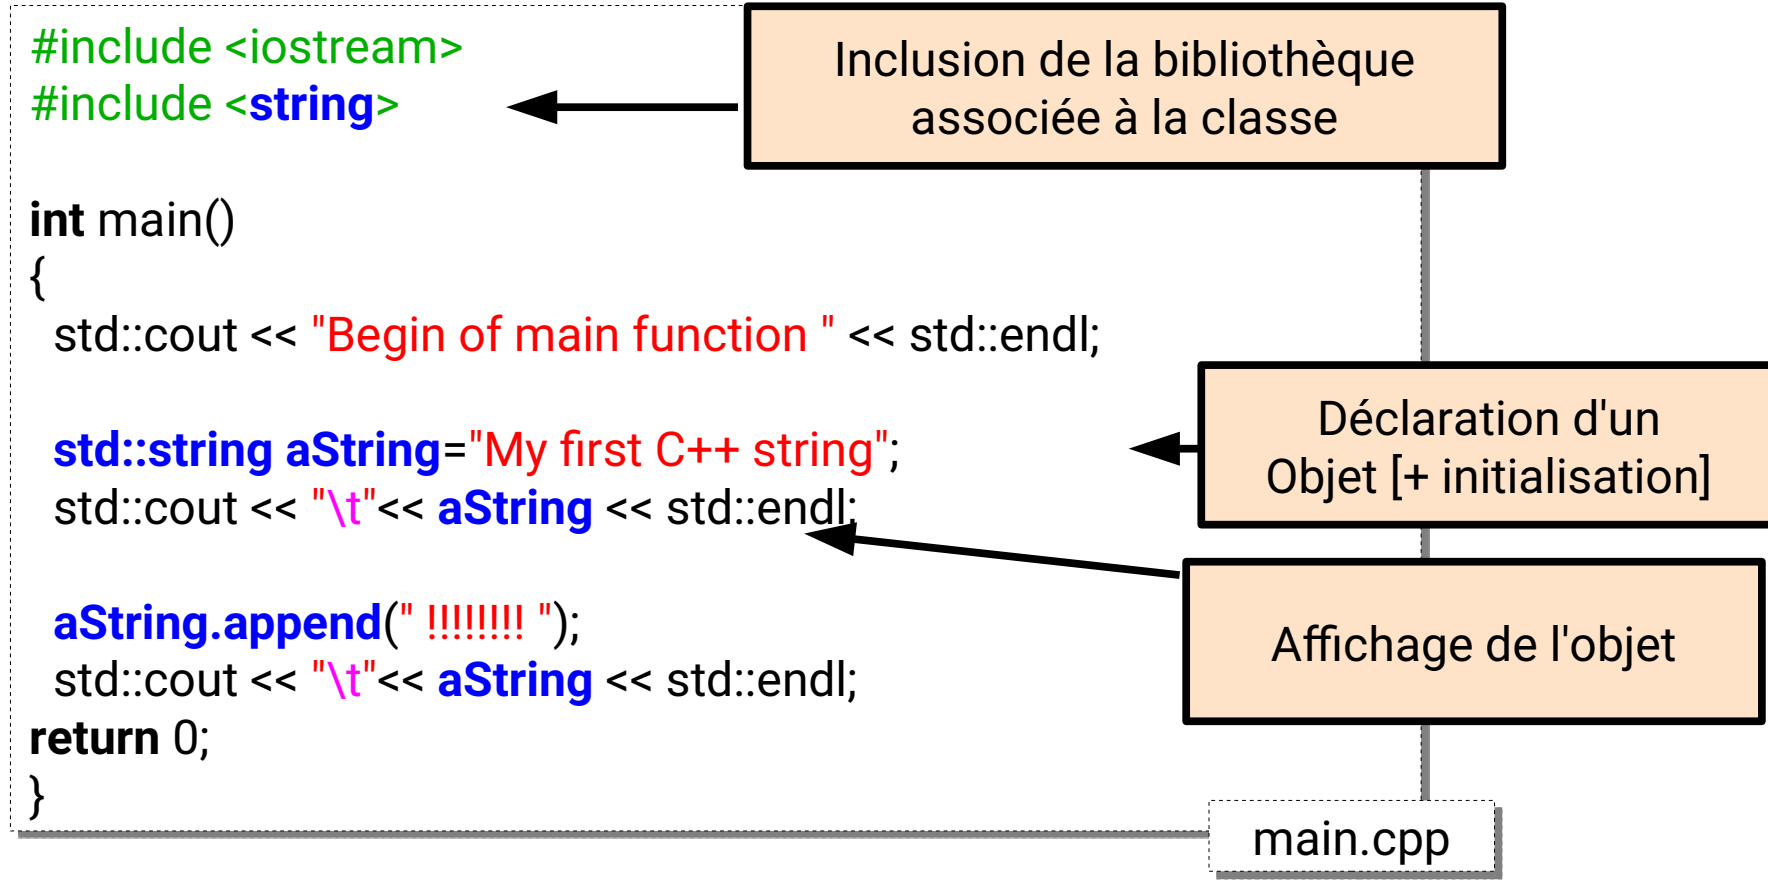 #include <iostream>
#include <string>
Inclusion de la bibliothèque
associée à la classe
int main()
{
std::cout << "Begin of main function " << std::endl;
std::string aString="My first C++ string";
std::cout << "\t"<< aString << std::endl;
Déclaration d'un
Objet [+ initialisation]
aString.append(" !!!!!!!! ");
std::cout << "\t"<< aString << std::endl;
Affichage de l'objet
return 0;
}
main.cpp